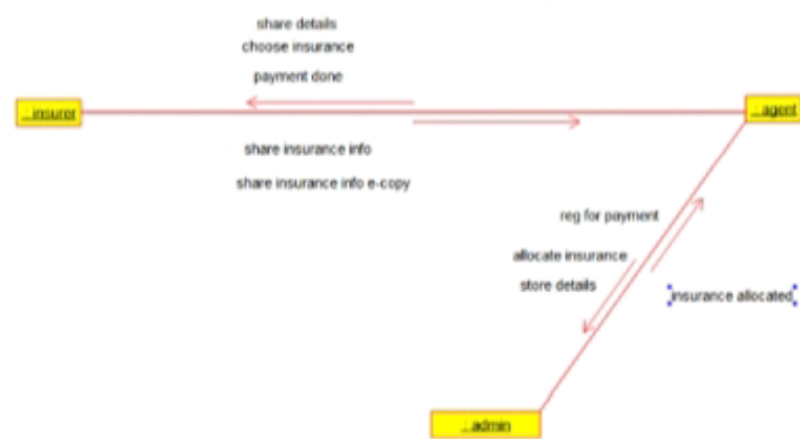 share details
choose insurance
payment done
: insurer
: agent
share insurance info
share insurance info e-copy
reg for payment
allocate insurance
store details
insurance allocated
: admin